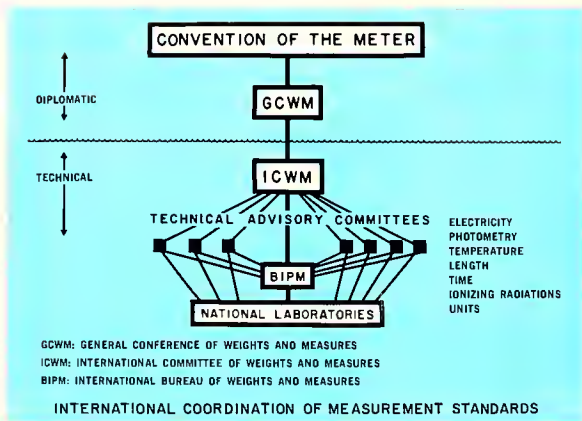 CONVENTION OF THE METER
DIPLOMATIC
GCWM
TECHNICAL
ICWM
TECHNICAL ADVISORY COMMITTEES
ELECTRICITY
PHOTOMETRY
TEMPERATURE
LENGTH
TIME
IONIZING RADIATIONS
UNITS
BIPM
NATIONAL LABORATORIES
GCWM: GENERAL CONFERENCE OF WEIGHTS AND MEASURES
ICWM: INTERNATIONAL COMMITTEE OF WEIGHTS AND MEASURES
BIPM: INTERNATIONAL BUREAU OF WEIGHTS AND MEASURES
INTERNATIONAL COORDINATION OF MEASUREMENT STANDARDS